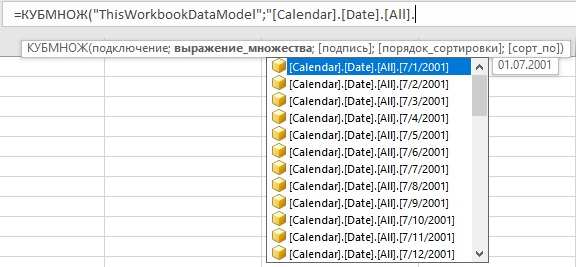 =КУБМНОЖ("ThisWorkbookDataModel";"[Calendar].[Date].[All].
КУБМНОЖ(подключение; выражение_множества; [подпись]; [порядок_сортировки]; [сорт_по])
[Calendar].[Date].[All].[7/1/2001] 01.07.2001
[Calendar].[Date].[All].[7/2/2001]
[Calendar].[Date].[All].[7/3/2001]
[Calendar].[Date].[All].[7/4/2001]
[Calendar].[Date].[All].[7/5/2001]
[Calendar].[Date].[All].[7/6/2001]
[Calendar].[Date].[All].[7/7/2001]
[Calendar].[Date].[All].[7/8/2001]
[Calendar].[Date].[All].[7/9/2001]
[Calendar].[Date].[All].[7/10/2001]
[Calendar].[Date].[All].[7/11/2001]
[Calendar].[Date].[All].[7/12/2001]